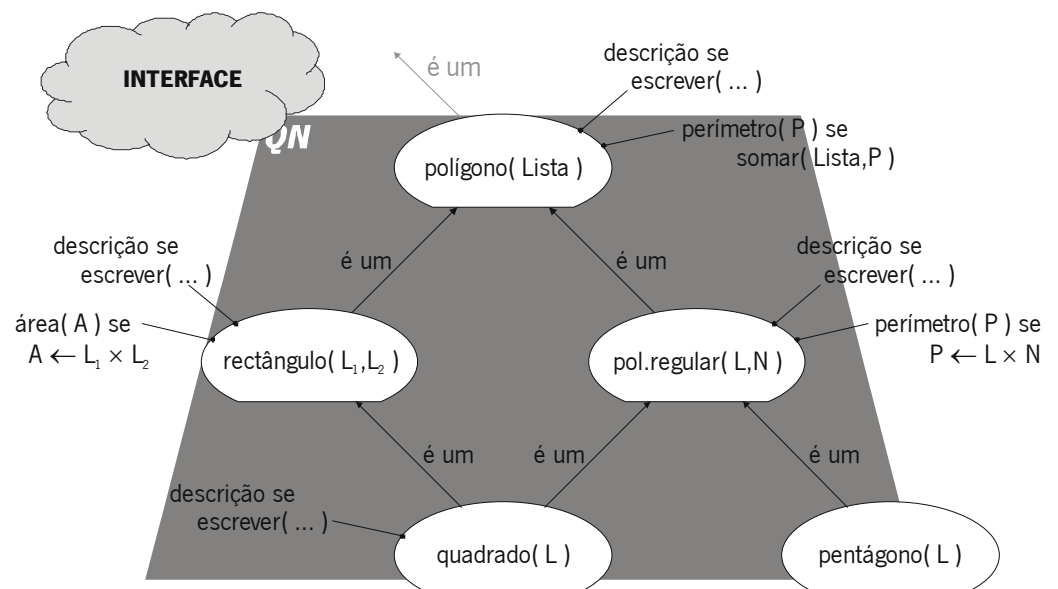 INTERFACE
QN
é um
descrição se
escrever( ... )
perímetro( P ) se
somar( Lista,P )
polígono( Lista )
é um
é um
descrição se
escrever( ... )
área( A ) se
A ← L₁ × L₂
rectângulo( L₁,L₂ )
descrição se
escrever( ... )
perímetro( P ) se
P ← L × N
pol.regular( L,N )
é um
é um
é um
descrição se
escrever( ... )
quadrado( L )
pentágono( L )